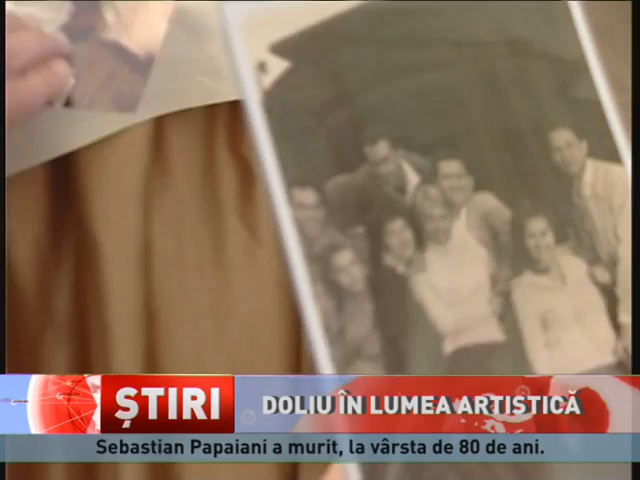 ȘTIRI
DOLIU ÎN LUMEA ARTISTICĂ
Sebastian Papaiani a murit, la vârsta de 80 de ani.